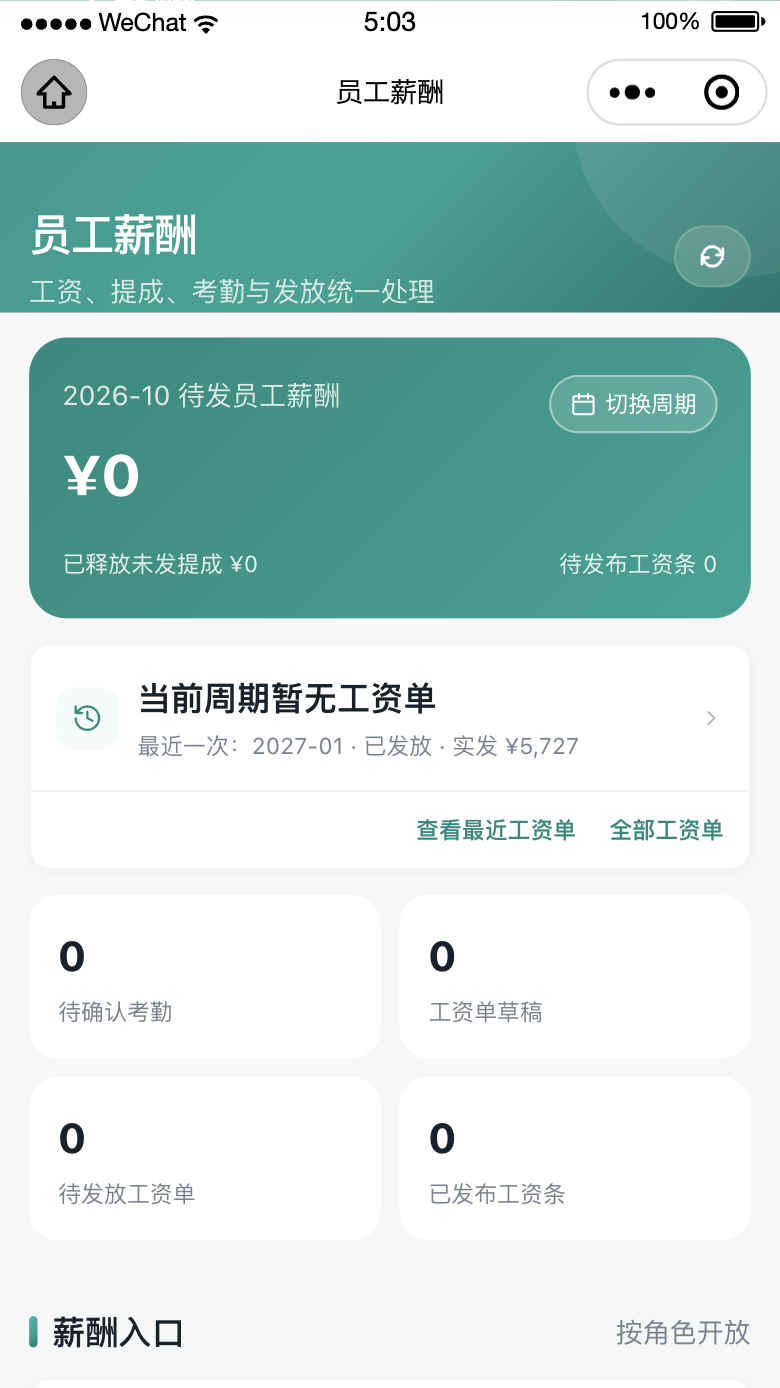 WeChat 5:03 100%
员工薪酬
员工薪酬
工资、提成、考勤与发放统一处理
2026-10 待发员工薪酬 切换周期
¥0
已释放未发提成 ¥0 待发布工资条 0
当前周期暂无工资单
最近一次：2027-01 · 已发放 · 实发 ¥5,727
查看最近工资单 全部工资单
0 0
待确认考勤 工资单草稿
0 0
待发放工资单 已发布工资条
薪酬入口 按角色开放